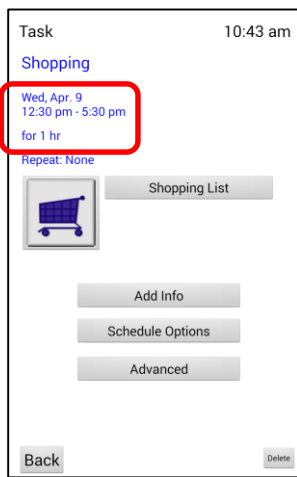 Task 10:43 am
Shopping
Wed, Apr. 9
12:30 pm - 5:30 pm
for 1 hr
Repeat: None
Shopping List
Add Info
Schedule Options
Advanced
Back Delete